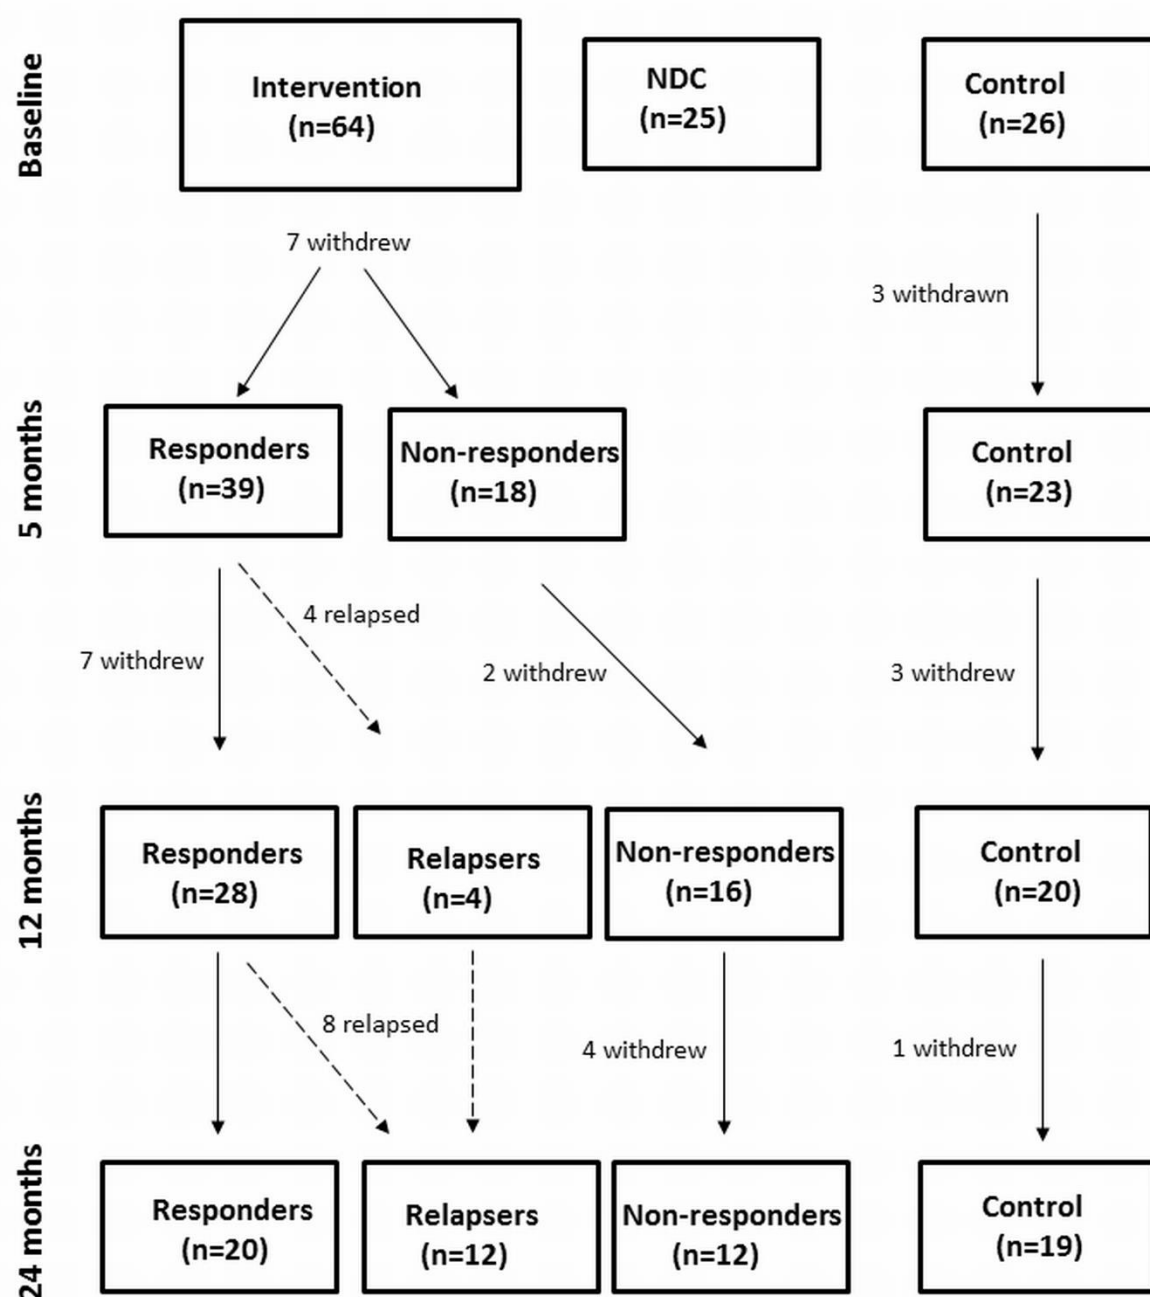 Baseline
Intervention
(n=64)
NDC
(n=25)
Control
(n=26)
7 withdrew
3 withdrawn
5 months
Responders
(n=39)
Non-responders
(n=18)
Control
(n=23)
4 relapsed
7 withdrew
2 withdrew
3 withdrew
12 months
Responders
(n=28)
Relapsers
(n=4)
Non-responders
(n=16)
Control
(n=20)
8 relapsed
4 withdrew
1 withdrew
24 months
Responders
(n=20)
Relapsers
(n=12)
Non-responders
(n=12)
Control
(n=19)